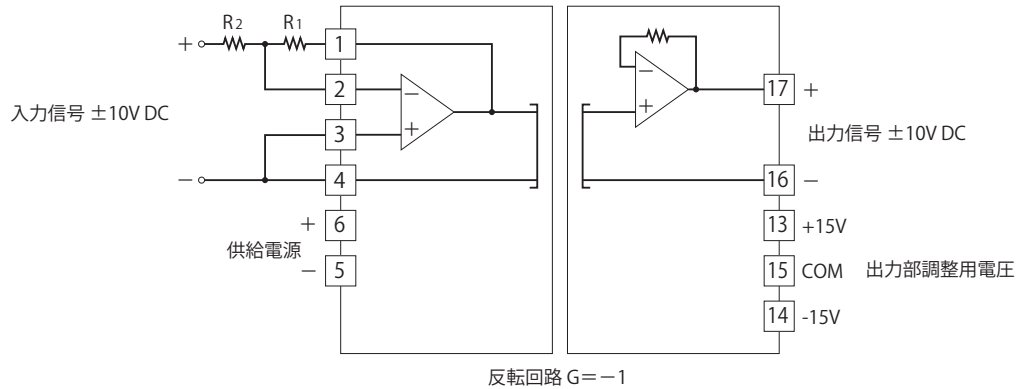 R2 R1
+ 1
2 − 17 +
入力信号 ±10V DC
3 + 出力信号 ±10V DC
− 4 16 −
+ 6 13 +15V
供給電源
− 5 15 COM 出力部調整用電圧
14 -15V
− +
反転回路 G=−1